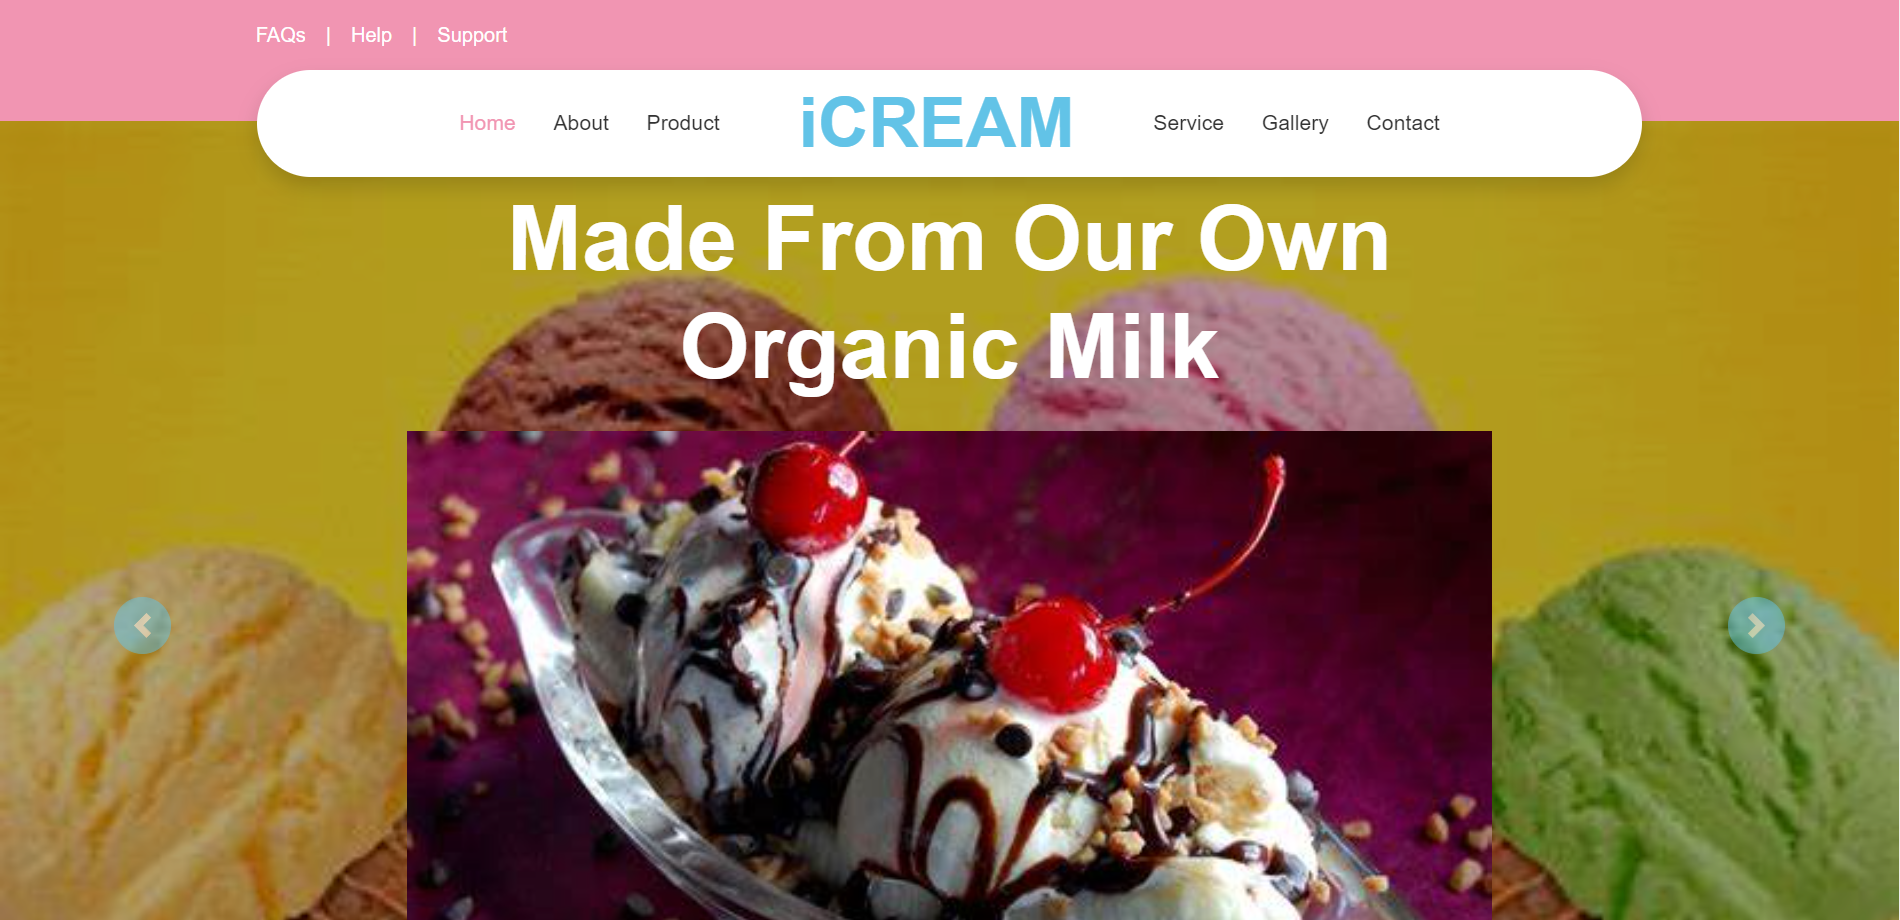 FAQs | Help | Support
Home About Product iCREAM Service Gallery Contact
Made From Our Own
Organic Milk